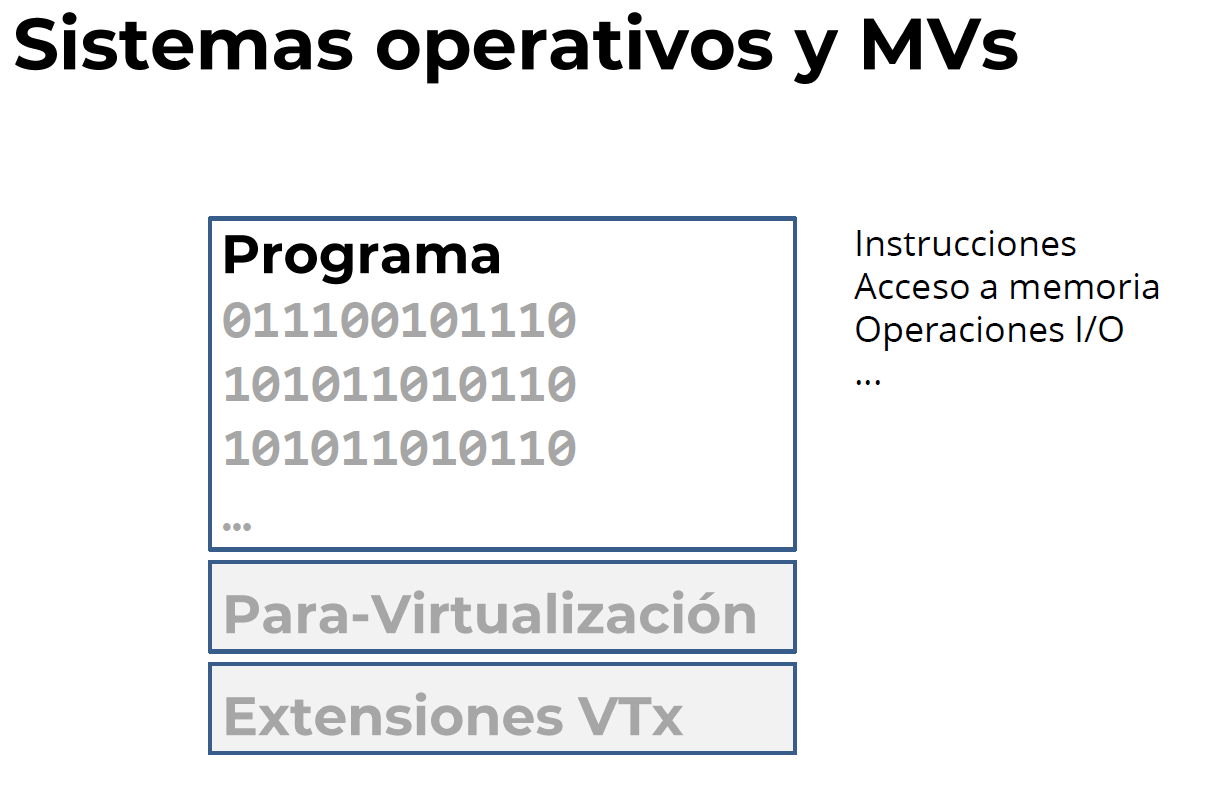 Sistemas operativos y MVs
Programa
011100101110
101011010110
101011010110
...
Para-Virtualización
Extensiones VTx
Instrucciones
Acceso a memoria
Operaciones I/O
...